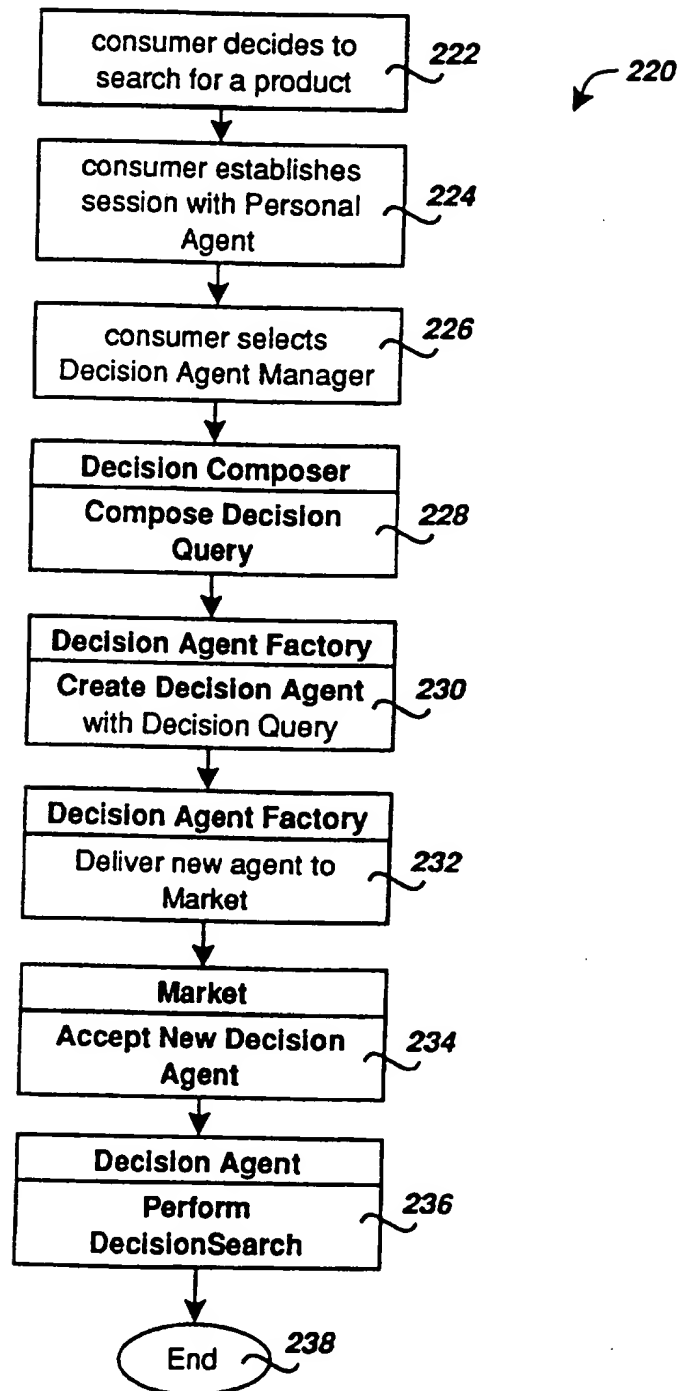 consumer decides to
search for a product
222
220
consumer establishes
session with Personal
Agent
224
consumer selects
Decision Agent Manager
226
Decision Composer
Compose Decision
Query
228
Decision Agent Factory
Create Decision Agent
with Decision Query
230
Decision Agent Factory
Deliver new agent to
Market
232
Market
Accept New Decision
Agent
234
Decision Agent
Perform
DecisionSearch
236
End
238